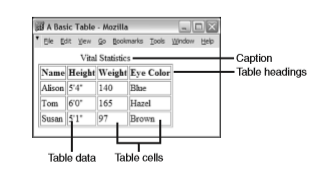 A Basic Table - Mozilla
File Edit View Go Bookmarks Tools Window Help
Vital Statistics
Caption
Name Height Weight Eye Color
Table headings
Alison 5'4" 140 Blue
Tom 6'0" 165 Hazel
Susan 5'1" 97 Brown
Table data
Table cells